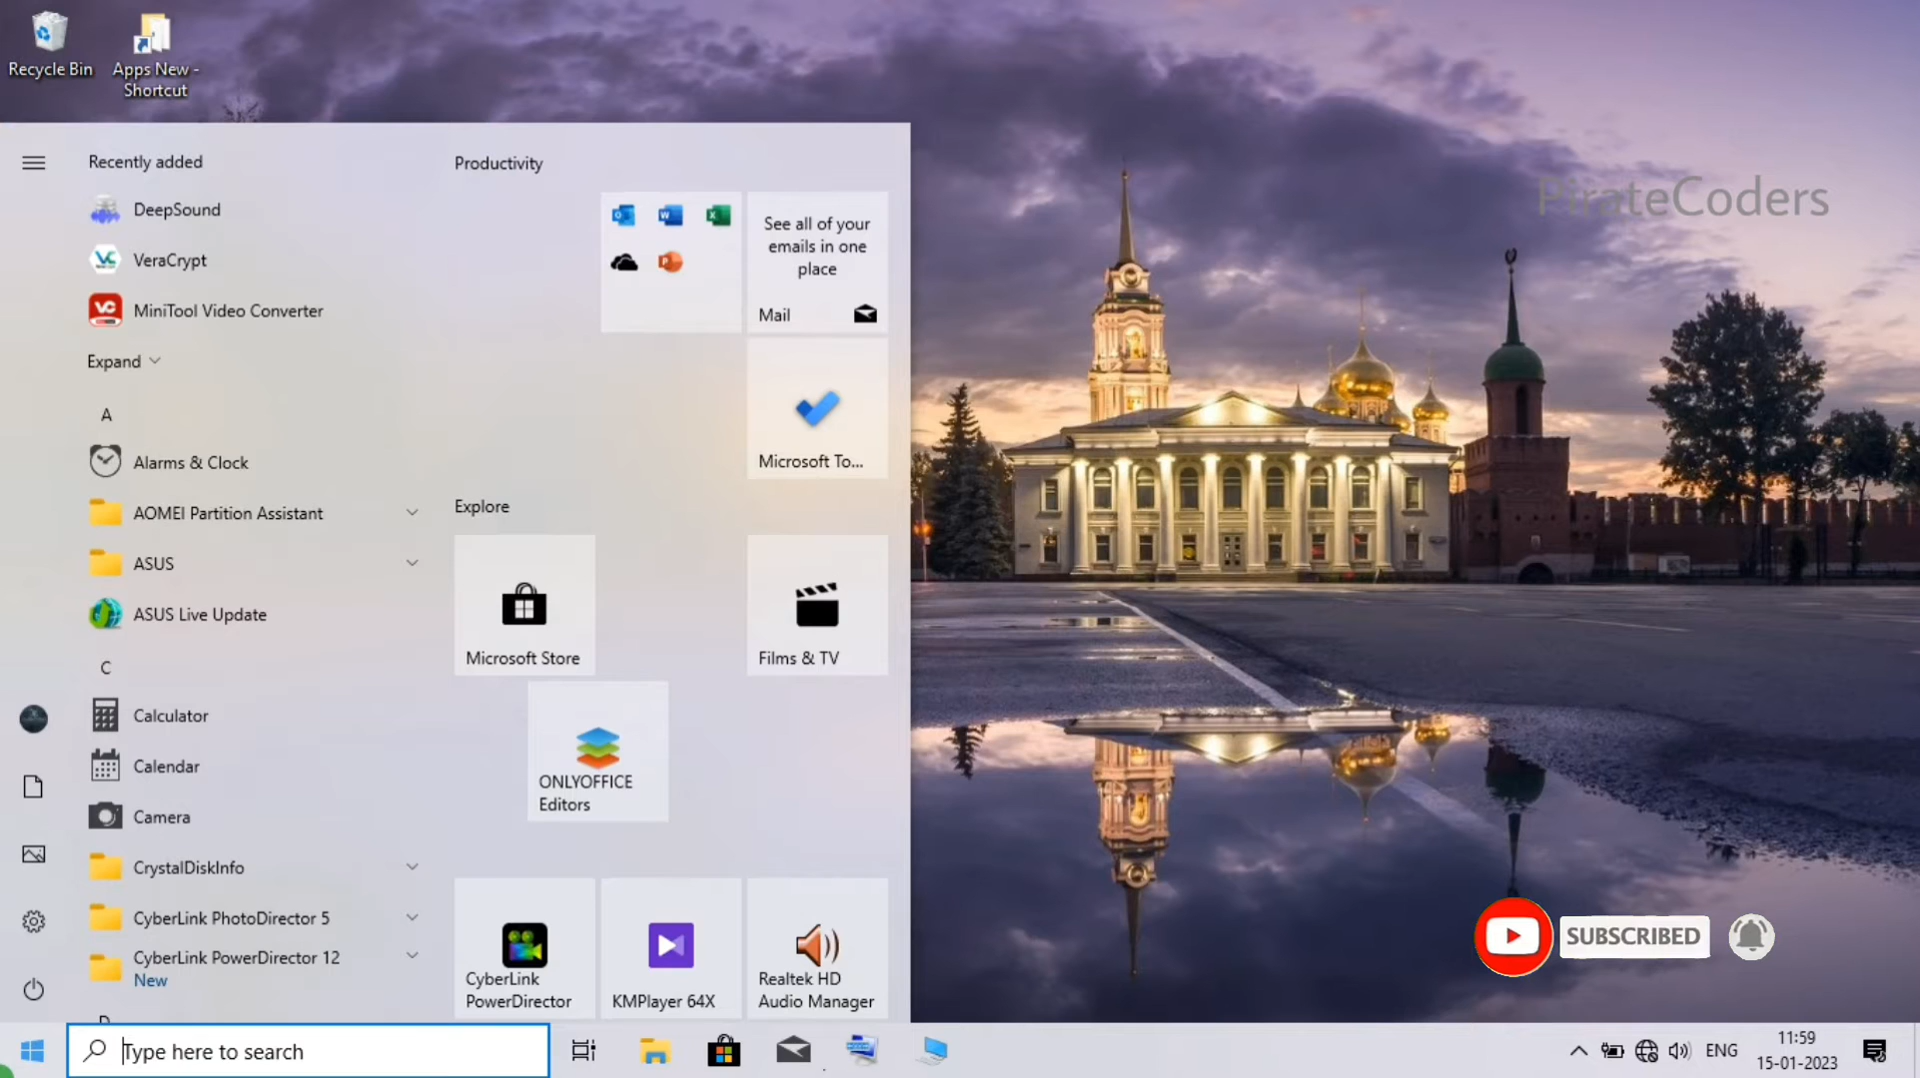 Recycle Bin
Apps New -
Shortcut
Recently added
DeepSound
VeraCrypt
MiniTool Video Converter
Expand
A
Alarms & Clock
AOMEI Partition Assistant
ASUS
ASUS Live Update
C
Calculator
Calendar
Camera
CrystalDiskInfo
CyberLink PhotoDirector 5
CyberLink PowerDirector 12
New
Productivity
See all of your
emails in one
place
Mail
Microsoft To...
Explore
Microsoft Store
Films & TV
ONLYOFFICE
Editors
CyberLink
PowerDirector
KMPlayer 64X
Realtek HD
Audio Manager
PirateCoders
SUBSCRIBED
Type here to search
ENG
11:59
15-01-2023